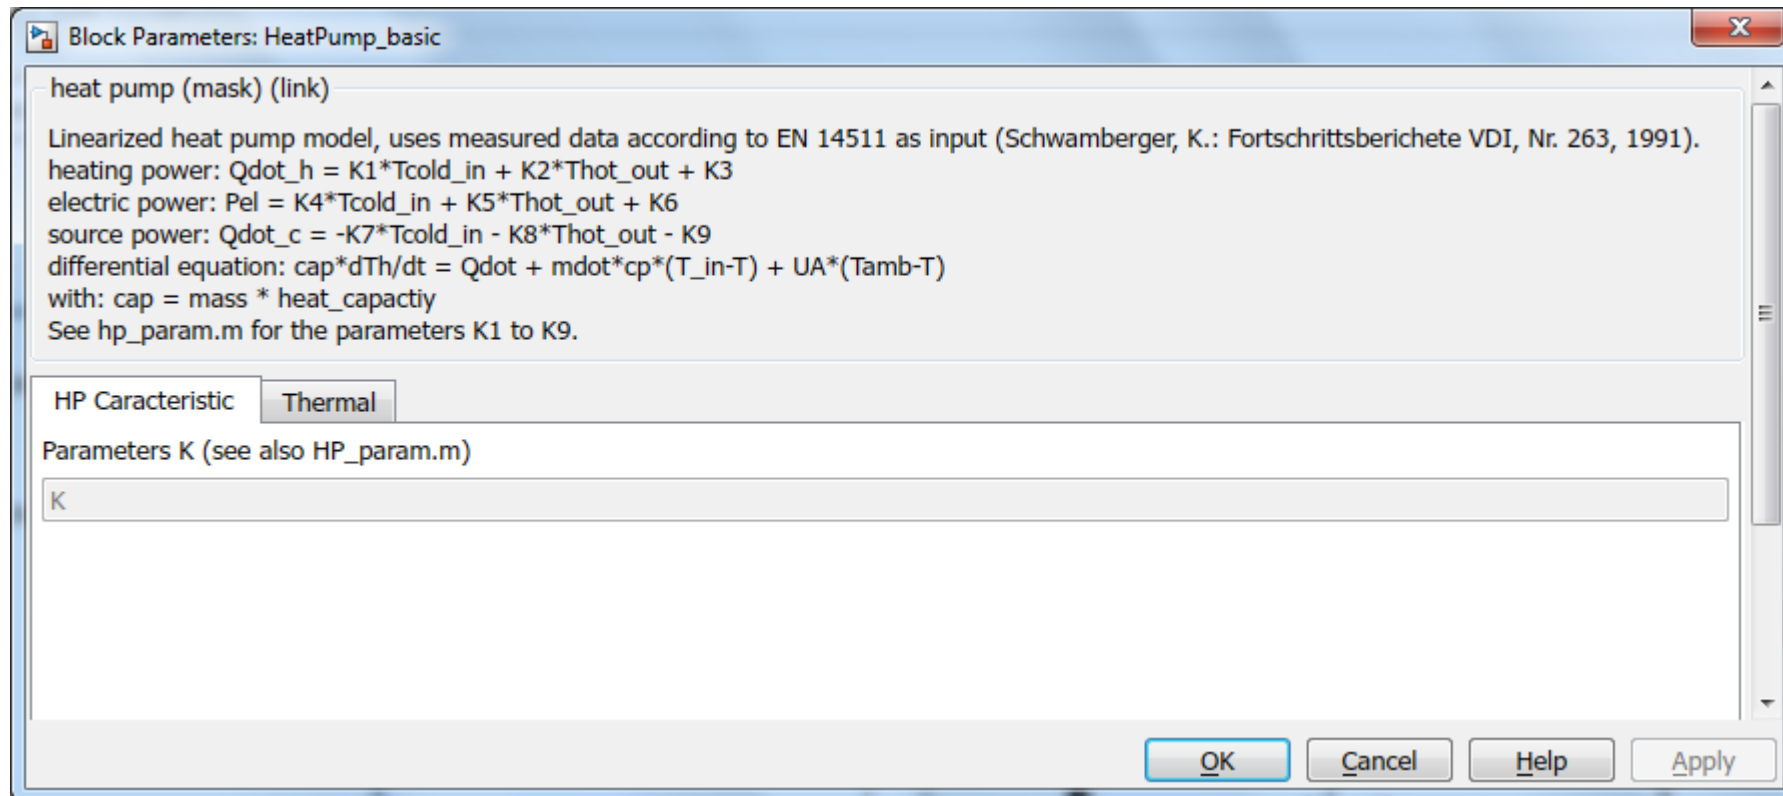 Block Parameters: HeatPump_basic
heat pump (mask) (link)
Linearized heat pump model, uses measured data according to EN 14511 as input (Schwamberger, K.: Fortschrittsberichete VDI, Nr. 263, 1991).
heating power: Qdot_h = K1*Tcold_in + K2*Thot_out + K3
electric power: Pel = K4*Tcold_in + K5*Thot_out + K6
source power: Qdot_c = -K7*Tcold_in - K8*Thot_out - K9
differential equation: cap*dTh/dt = Qdot + mdot*cp*(T_in-T) + UA*(Tamb-T)
with: cap = mass * heat_capactiy
See hp_param.m for the parameters K1 to K9.
HP Caracteristic Thermal
Parameters K (see also HP_param.m)
K
OK Cancel Help Apply